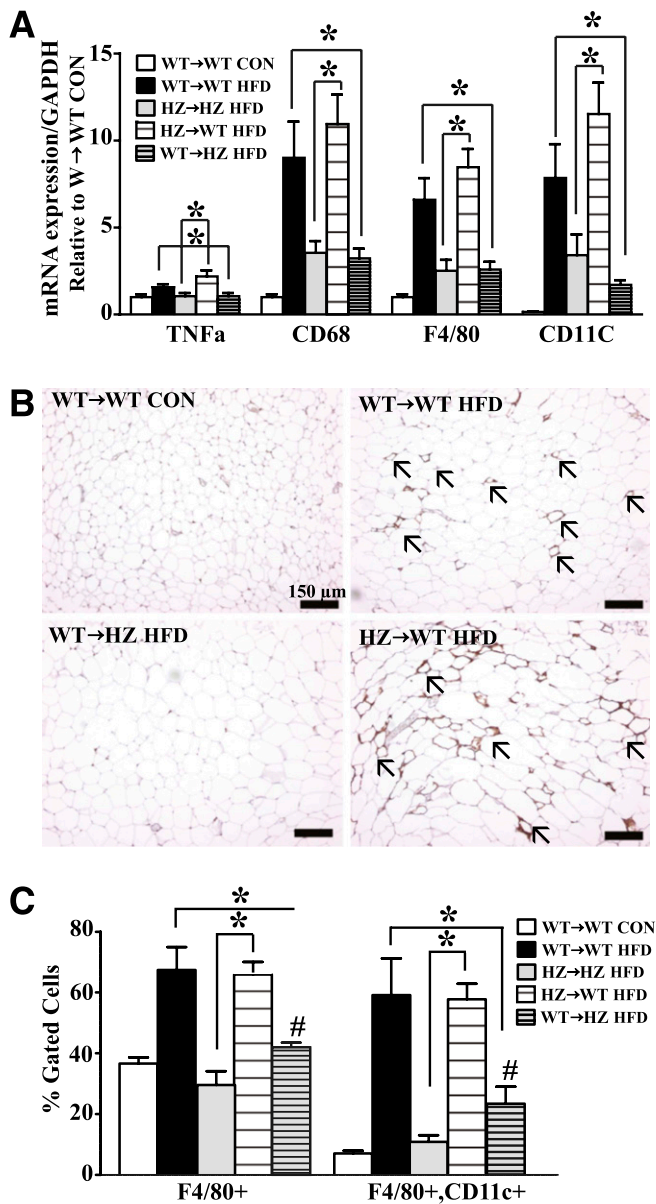 A
mRNA expression/GAPDH
Relative to W→WT CON
15
10
5
0
WT→WT CON
WT→WT HFD
HZ→HZ HFD
HZ→WT HFD
WT→HZ HFD
*
*
*
*
*
*
*
*
TNFa CD68 F4/80 CD11C
B
WT→WT CON
WT→WT HFD
150 µm
WT→HZ HFD
HZ→WT HFD
C
% Gated Cells
80
60
40
20
0
*
*
#
*
*
#
WT→WT CON
WT→WT HFD
HZ→HZ HFD
HZ→WT HFD
WT→HZ HFD
F4/80+ F4/80+,CD11c+